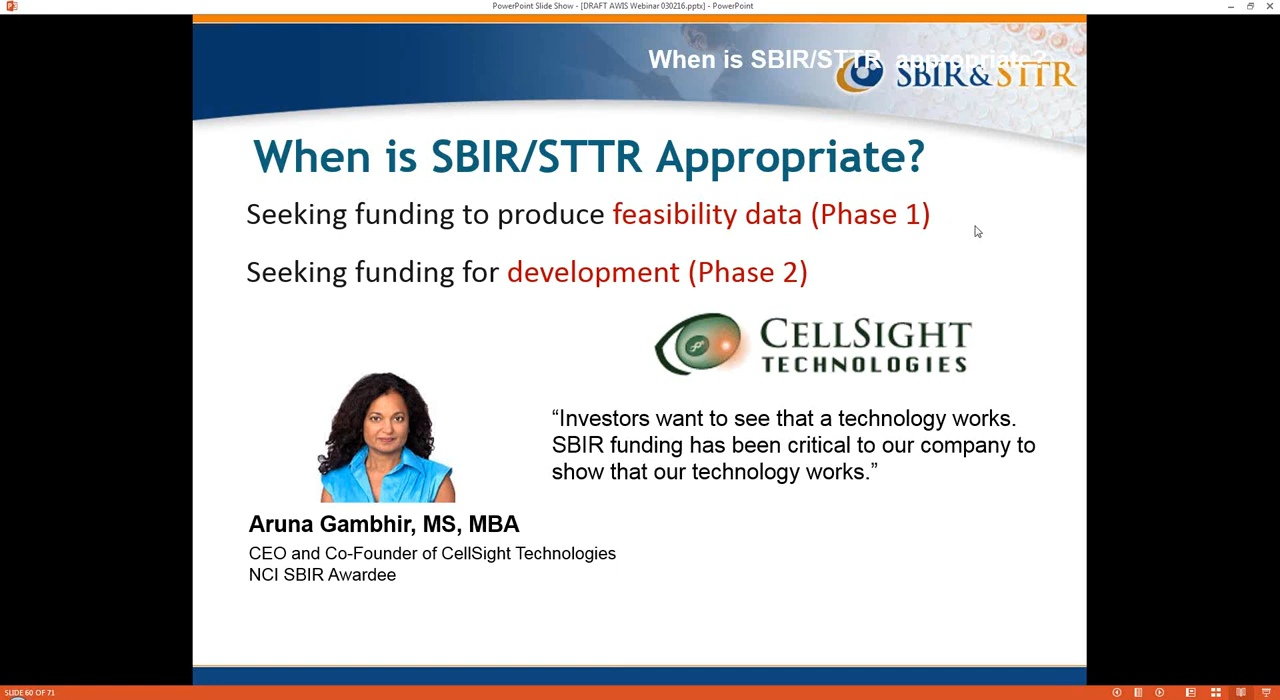 PowerPoint Slide Show - [DRAFT AWIS Webinar 030216.pptx] - PowerPoint
When is SBIR/STTR appropriate?
SBIR & STTR
When is SBIR/STTR Appropriate?
Seeking funding to produce feasibility data (Phase 1)
Seeking funding for development (Phase 2)
CELLSIGHT
TECHNOLOGIES
“Investors want to see that a technology works.
SBIR funding has been critical to our company to
show that our technology works.”
Aruna Gambhir, MS, MBA
CEO and Co-Founder of CellSight Technologies
NCI SBIR Awardee
SLIDE 60 OF 71